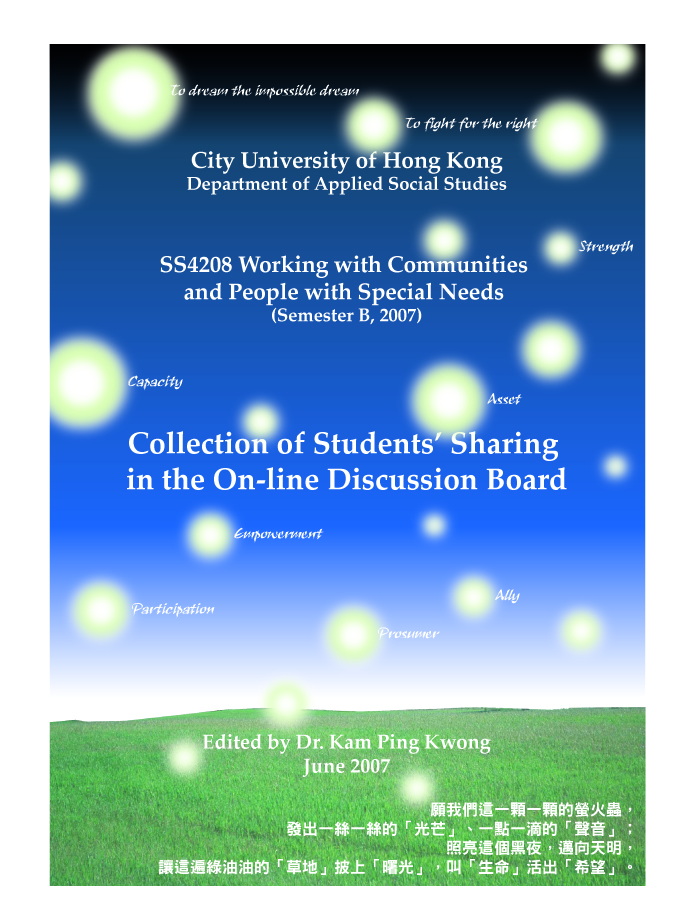 To dream the impossible dream
To fight for the right
City University of Hong Kong
Department of Applied Social Studies
Strength
SS4208 Working with Communities
and People with Special Needs
(Semester B, 2007)
Capacity
Asset
Collection of Students’ Sharing
in the On-line Discussion Board
Empowerment
Ally
Participation
Prosumer
Edited by Dr. Kam Ping Kwong
June 2007
願我們這一顆一顆的螢火蟲，
發出一絲一絲的「光芒」、一點一滴的「聲音」；
照亮這個黑夜，邁向天明，
讓這遍綠油油的「草地」披上「曙光」，叫「生命」活出「希望」。